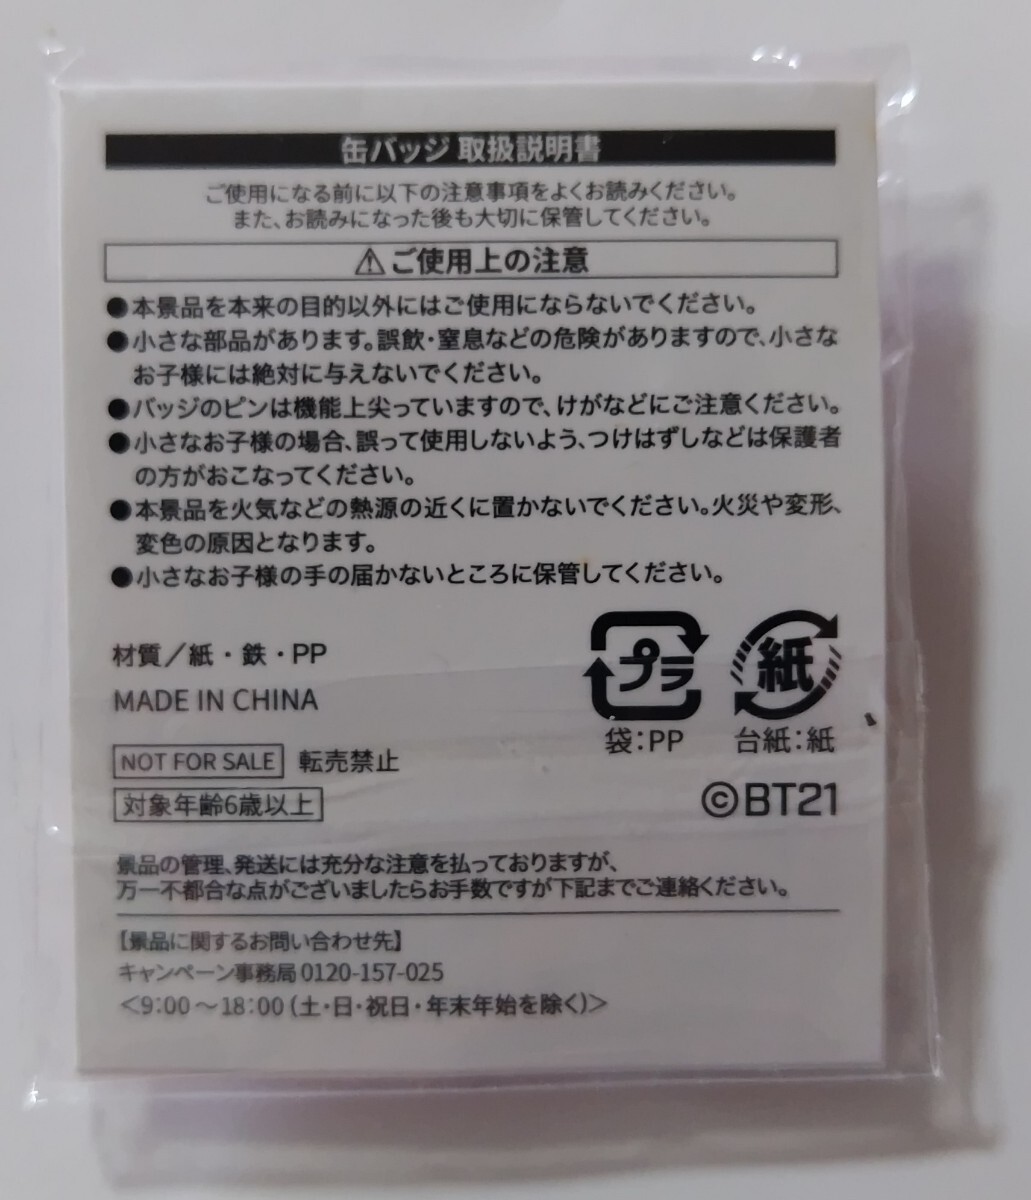 缶バッジ 取扱説明書
ご使用になる前に以下の注意事項をよくお読みください。
また、お読みになった後も大切に保管してください。
⚠ご使用上の注意
●本景品を本来の目的以外にはご使用にならないでください。
●小さな部品があります。誤飲・窒息などの危険がありますので、小さな
お子様には絶対に与えないでください。
●バッジのピンは機能上尖っていますので、けがなどにご注意ください。
●小さなお子様の場合、誤って使用しないよう、つけはずしなどは保護者
の方がおこなってください。
●本景品を火気などの熱源の近くに置かないでください。火災や変形、
変色の原因となります。
●小さなお子様の手の届かないところに保管してください。
材質／紙・鉄・PP
MADE IN CHINA
プラ
紙
袋：PP
台紙：紙
NOT FOR SALE 転売禁止
対象年齢6歳以上
©BT21
景品の管理、発送には充分な注意を払っておりますが、
万一不都合な点がございましたらお手数ですが下記までご連絡ください。
【景品に関するお問い合わせ先】
キャンペーン事務局 0120-157-025
＜9:00～18:00 (土・日・祝日・年末年始を除く)＞